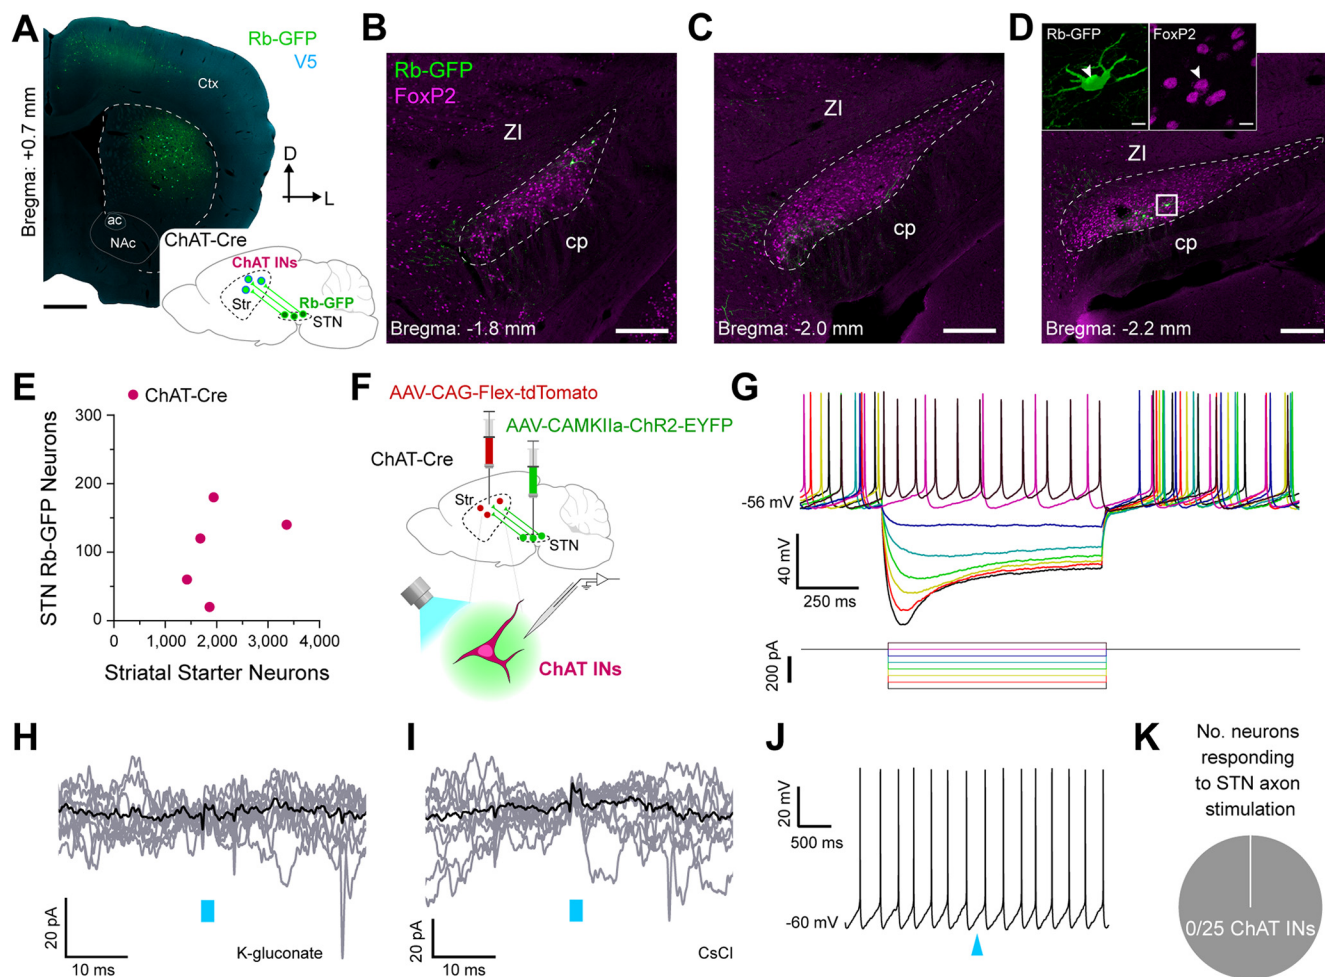 A
Rb-GFP
V5
Ctx
Bregma: +0.7 mm
D
L
ac
NAc
ChAT-Cre
ChAT INs
Str
Rb-GFP
STN
B
Rb-GFP
FoxP2
ZI
cp
Bregma: -1.8 mm
C
ZI
cp
Bregma: -2.0 mm
D
Rb-GFP
FoxP2
ZI
cp
Bregma: -2.2 mm
E
ChAT-Cre
300
200
100
0
STN Rb-GFP Neurons
0
1,000
2,000
3,000
4,000
Striatal Starter Neurons
F
AAV-CAG-Flex-tdTomato
AAV-CAMKIIa-ChR2-EYFP
ChAT-Cre
Str
STN
ChAT INs
G
-56 mV
40 mV
250 ms
200 pA
H
20 pA
10 ms
K-gluconate
I
20 pA
10 ms
CsCl
J
20 mV
500 ms
-60 mV
K
No. neurons
responding
to STN axon
stimulation
0/25 ChAT INs